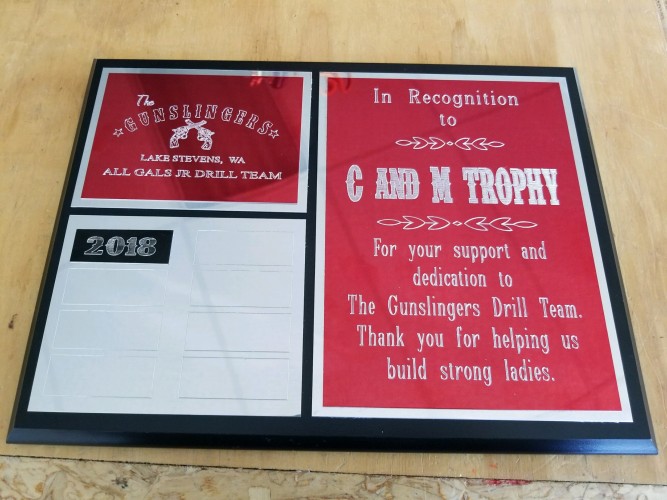 The
GUNSLINGERS
LAKE STEVENS, WA
ALL GALS JR DRILL TEAM
2018
In Recognition
to
C AND M TROPHY
For your support and
dedication to
The Gunslingers Drill Team.
Thank you for helping us
build strong ladies.